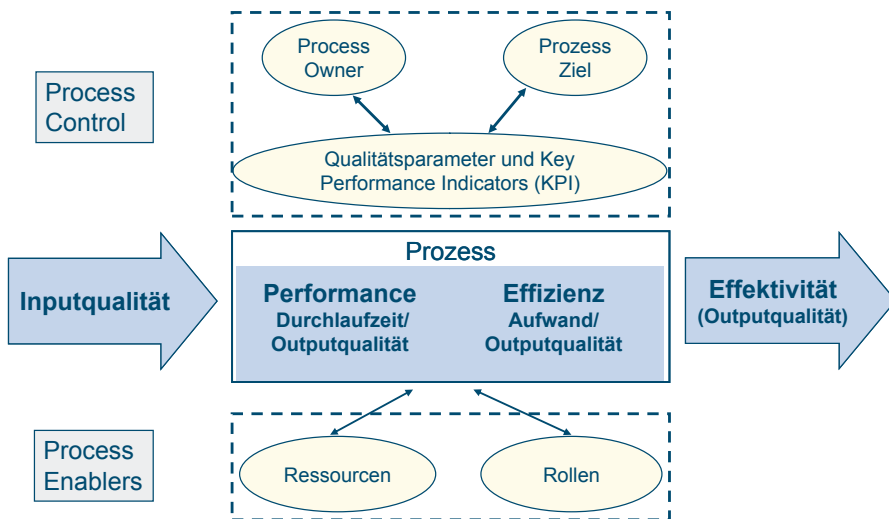 Process
Control
Process
Owner
Prozess
Ziel
Qualitätsparameter und Key
Performance Indicators (KPI)
Inputqualität
Prozess
Performance
Durchlaufzeit/
Outputqualität
Effizienz
Aufwand/
Outputqualität
Effektivität
(Outputqualität)
Process
Enablers
Ressourcen
Rollen